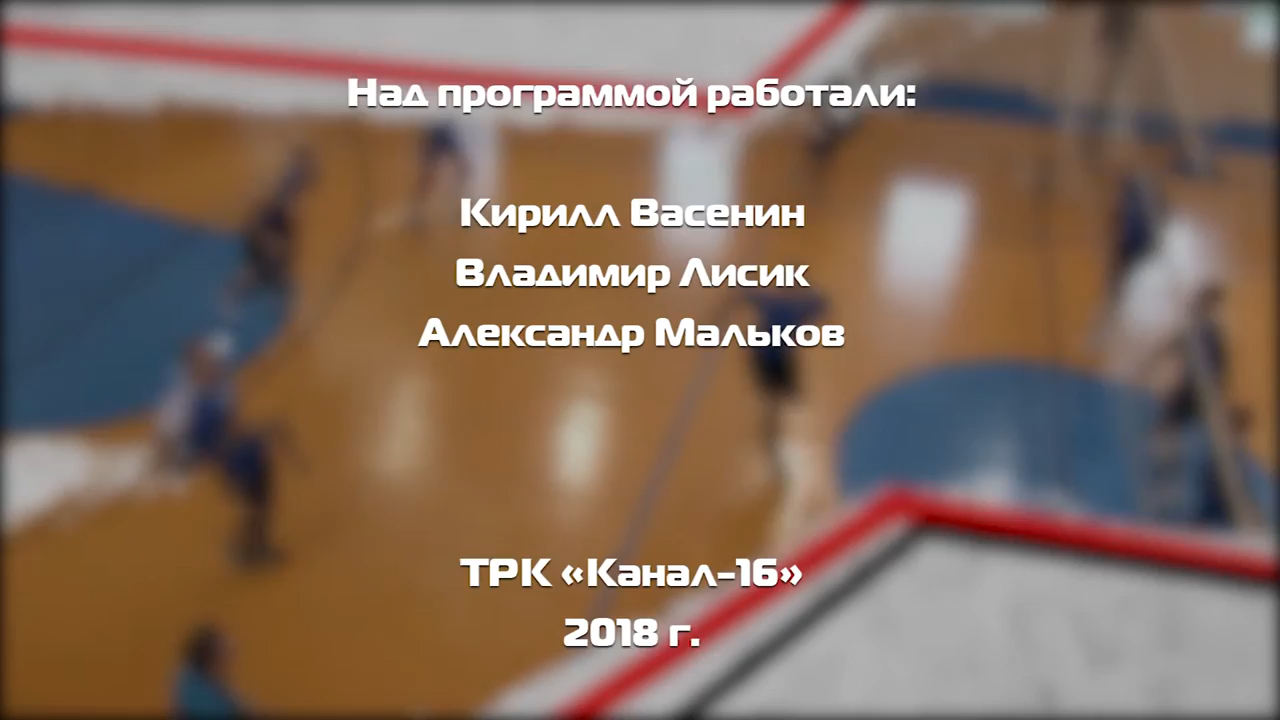 Над программой работали:
Кирилл Васенин
Владимир Лисик
Александр Мальков
ТРК «Канал-16»
2018 г.